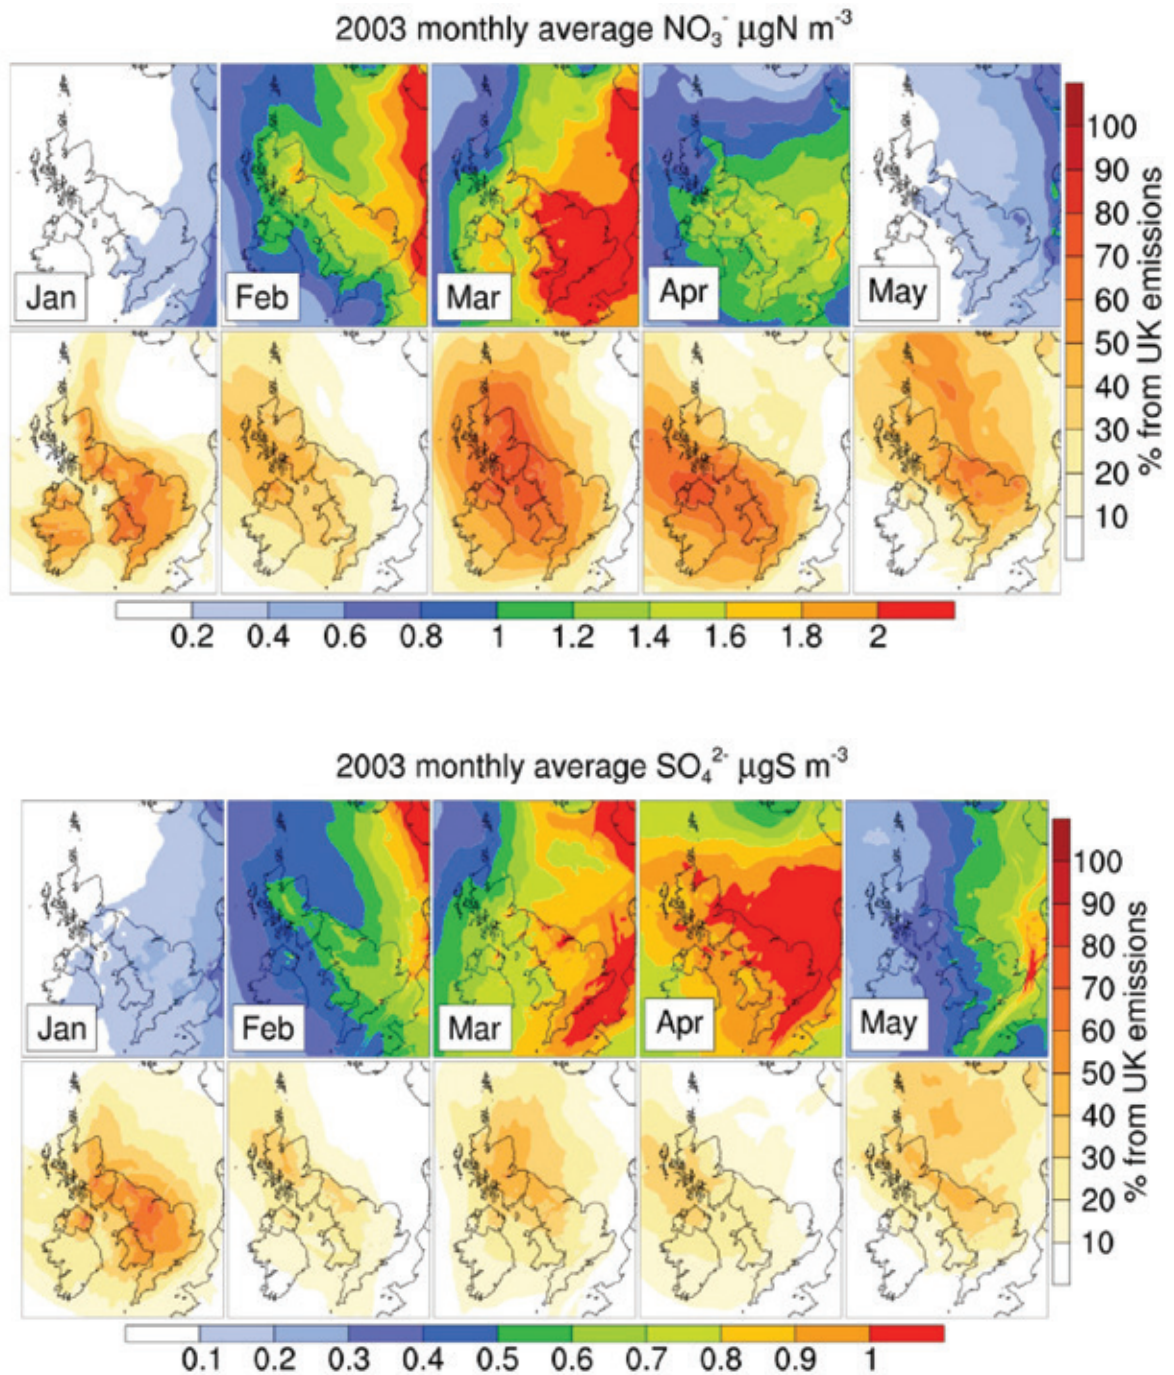 2003 monthly average NO₃⁻ µgN m⁻³
Jan
Feb
Mar
Apr
May
100
90
80
70
60
50
40
30
20
10
% from UK emissions
0.2 0.4 0.6 0.8 1 1.2 1.4 1.6 1.8 2
2003 monthly average SO₄²⁻ µgS m⁻³
Jan
Feb
Mar
Apr
May
100
90
80
70
60
50
40
30
20
10
% from UK emissions
0.1 0.2 0.3 0.4 0.5 0.6 0.7 0.8 0.9 1